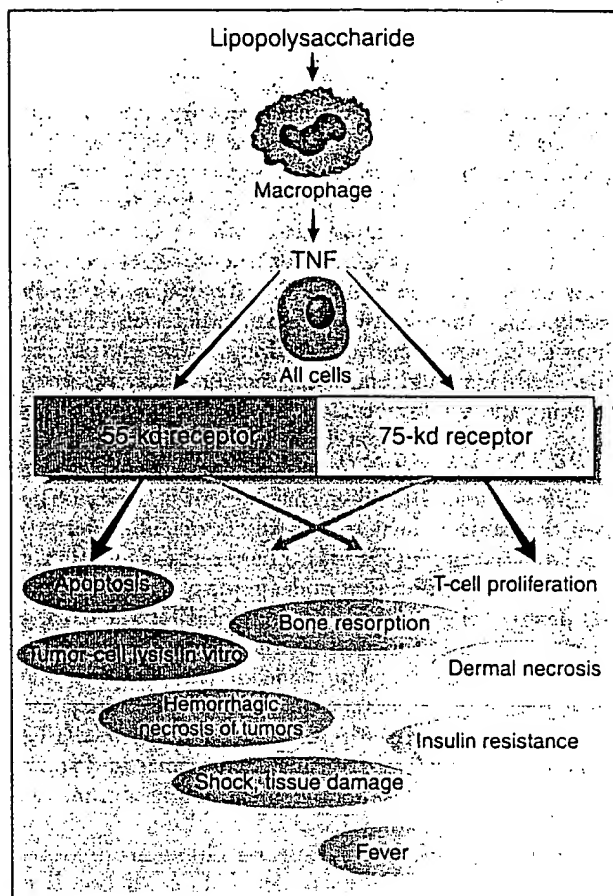 Lipopolysaccharide
Macrophage
TNF
All cells
55-kd receptor
75-kd receptor
Apoptosis
T-cell proliferation
Bone resorption
Tumor-cell lysis in vitro
Dermal necrosis
Hemorrhagic
necrosis of tumors
Insulin resistance
Shock, tissue damage
Fever